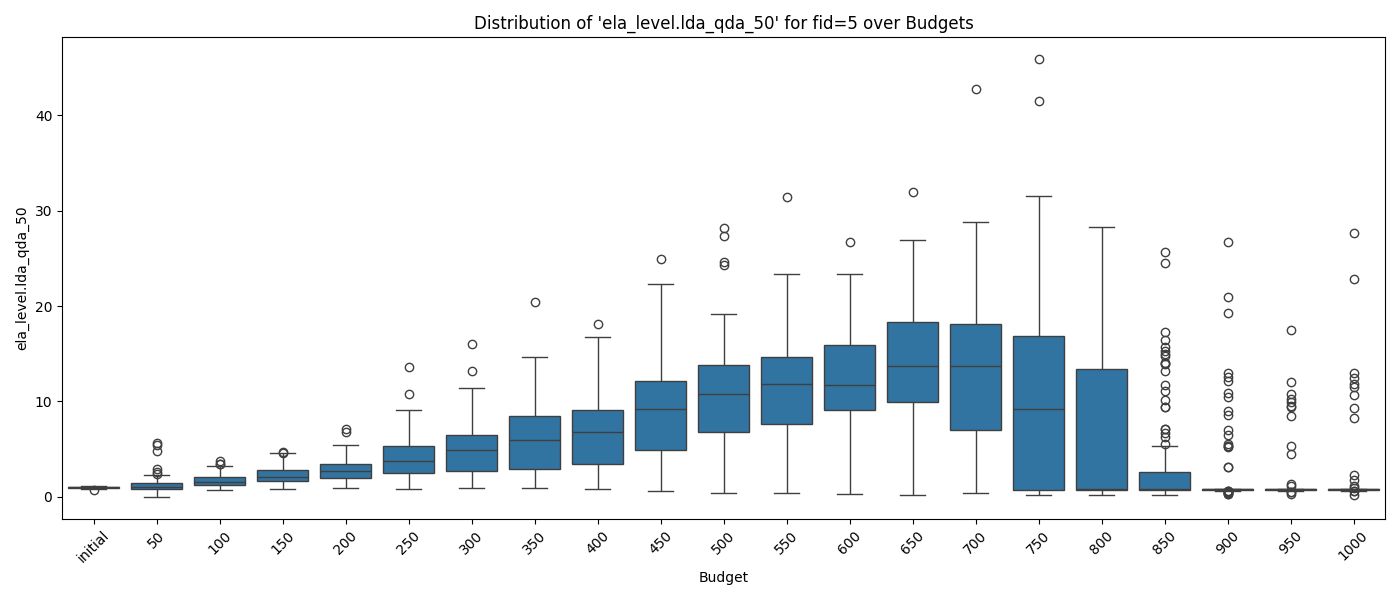 Distribution of 'ela_level.lda_qda_50' for fid=5 over Budgets
ela_level.lda_qda_50
40
30
20
10
0
initial 50 100 150 200 250 300 350 400 450 500 550 600 650 700 750 800 850 900 950 1000
Budget